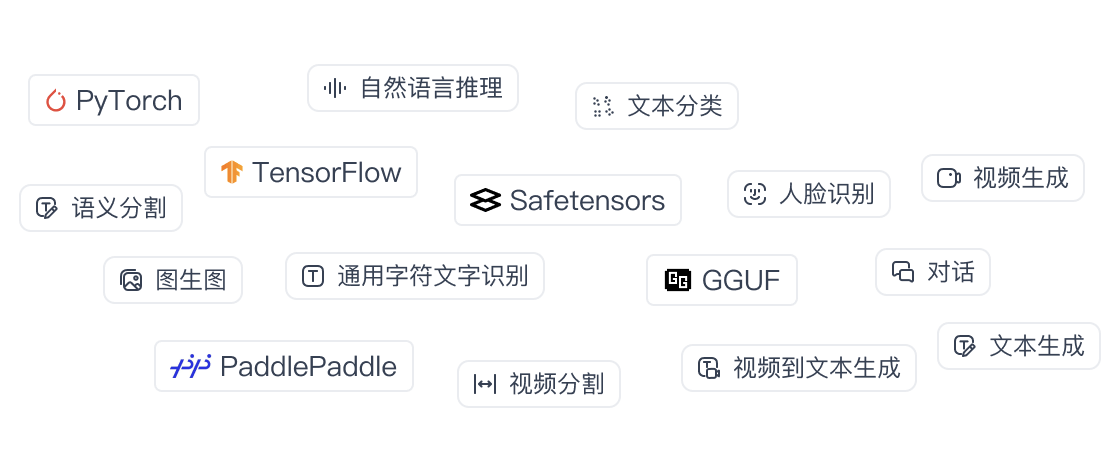 PyTorch
自然语言推理
文本分类
TensorFlow
Safetensors
人脸识别
视频生成
语义分割
图生图
通用字符文字识别
GGUF
对话
PaddlePaddle
视频分割
视频到文本生成
文本生成